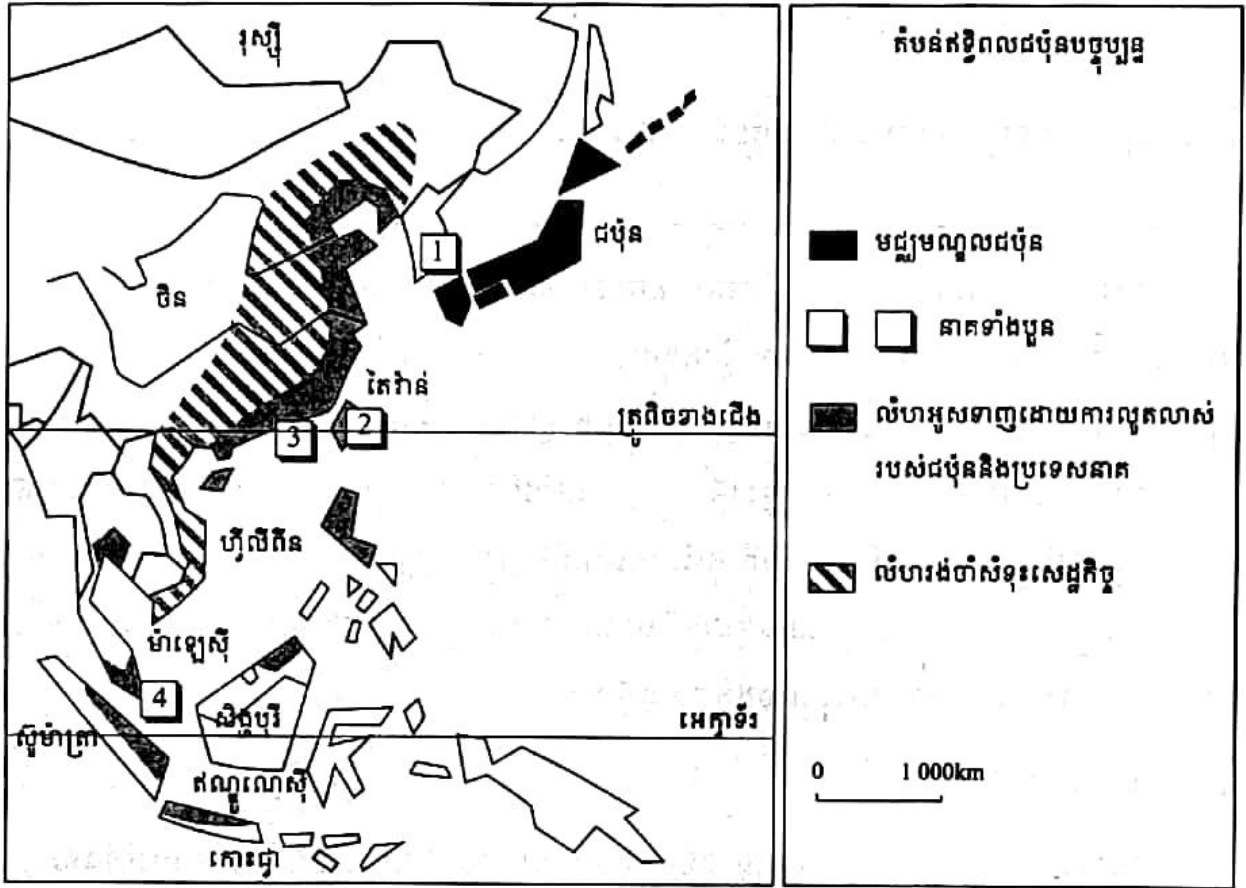 រុស្ស៊ី
ជប៉ុន
1
ចិន
តៃវ៉ាន់
2
3
ត្រូពិចខាងជើង
ហ្វ៊ីលីពីន
ម៉ាឡេស៊ី
4
សិង្ហបុរី
ស៊ូម៉ាត្រា
អេក្វាទ័រ
ឥណ្ឌូណេស៊ី
កោះជ្វា
តំបន់ឥទ្ធិពលជប៉ុនបច្ចុប្បន្ន
មជ្ឈមណ្ឌលជប៉ុន
នាគទាំងបួន
លំហអូសទាញដោយការលូតលាស់
របស់ជប៉ុននិងប្រទេសនាគ
លំហរង់ចាំសំទុះសេដ្ឋកិច្ច
0 1 000km